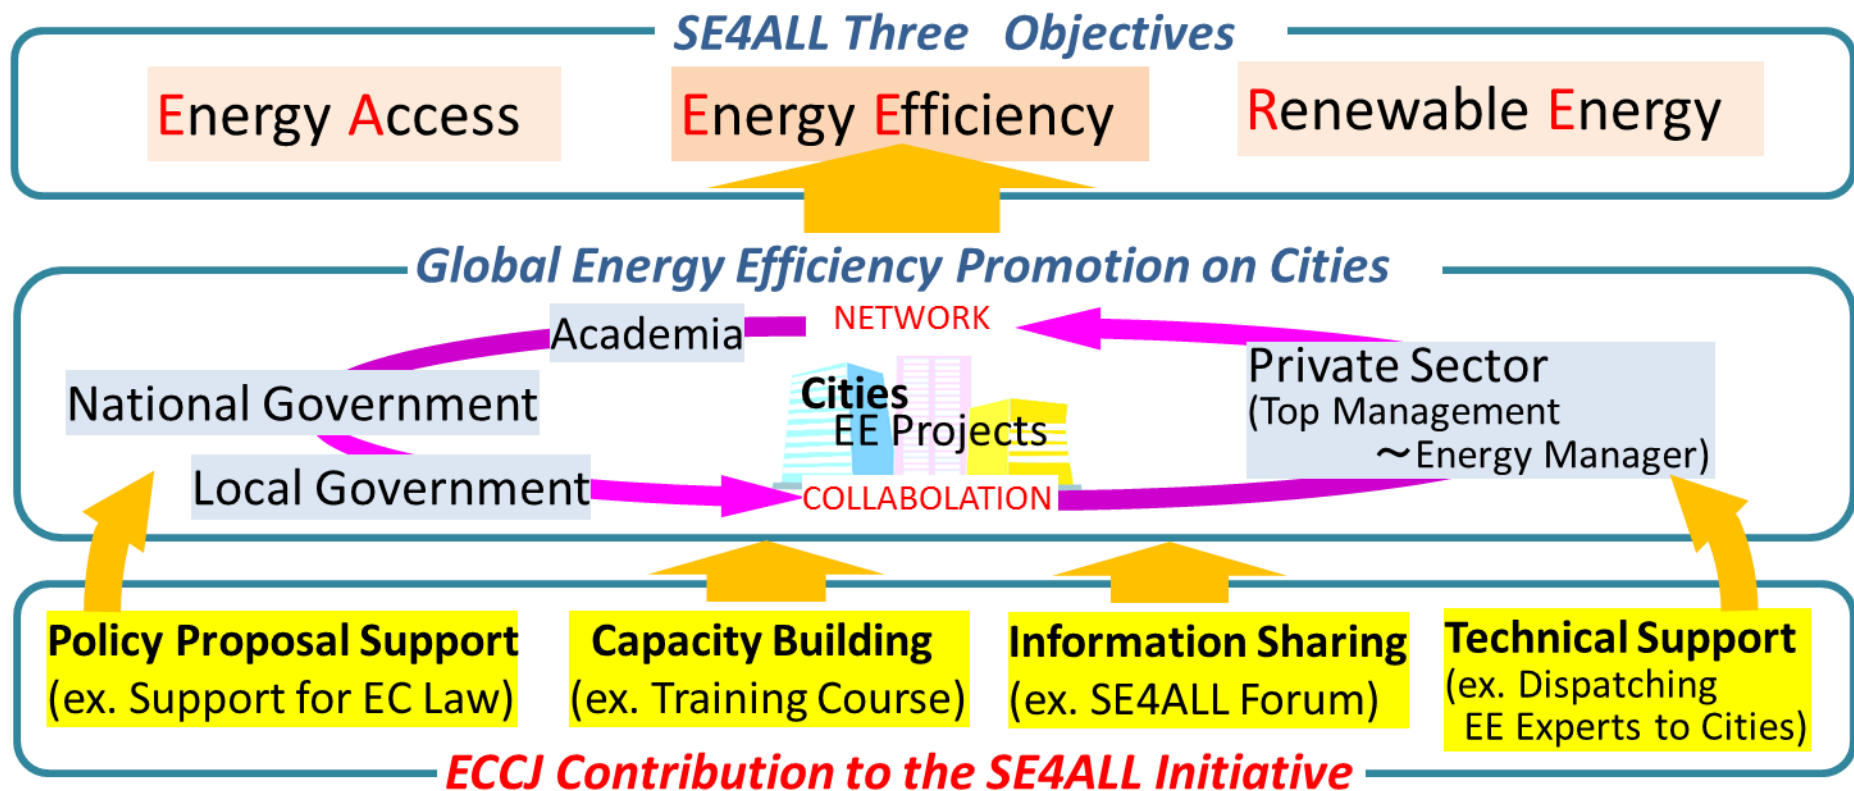 SE4ALL Three Objectives
Energy Access
Energy Efficiency
Renewable Energy
Global Energy Efficiency Promotion on Cities
Academia
NETWORK
National Government
Cities
EE Projects
Private Sector
(Top Management
～Energy Manager)
Local Government
COLLABOLATION
Policy Proposal Support
(ex. Support for EC Law)
Capacity Building
(ex. Training Course)
Information Sharing
(ex. SE4ALL Forum)
Technical Support
(ex. Dispatching
EE Experts to Cities)
ECCJ Contribution to the SE4ALL Initiative